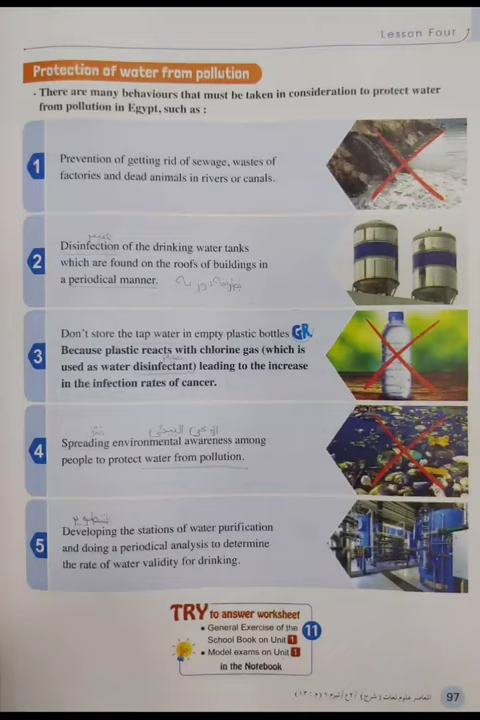 Lesson Four
Protection of water from pollution
- There are many behaviours that must be taken in consideration to protect water
from pollution in Egypt, such as :
1
Prevention of getting rid of sewage, wastes of
factories and dead animals in rivers or canals.
2
Disinfection of the drinking water tanks
which are found on the roofs of buildings in
a periodical manner.
3
Don't store the tap water in empty plastic bottles GR
Because plastic reacts with chlorine gas (which is
used as water disinfectant) leading to the increase
in the infection rates of cancer.
4
الوعى البيئى
Spreading environmental awareness among
people to protect water from pollution.
5
تطوير
Developing the stations of water purification
and doing a periodical analysis to determine
the rate of water validity for drinking.
TRY to answer worksheet 11
• General Exercise of the
School Book on Unit 1
• Model exams on Unit 1
in the Notebook
97